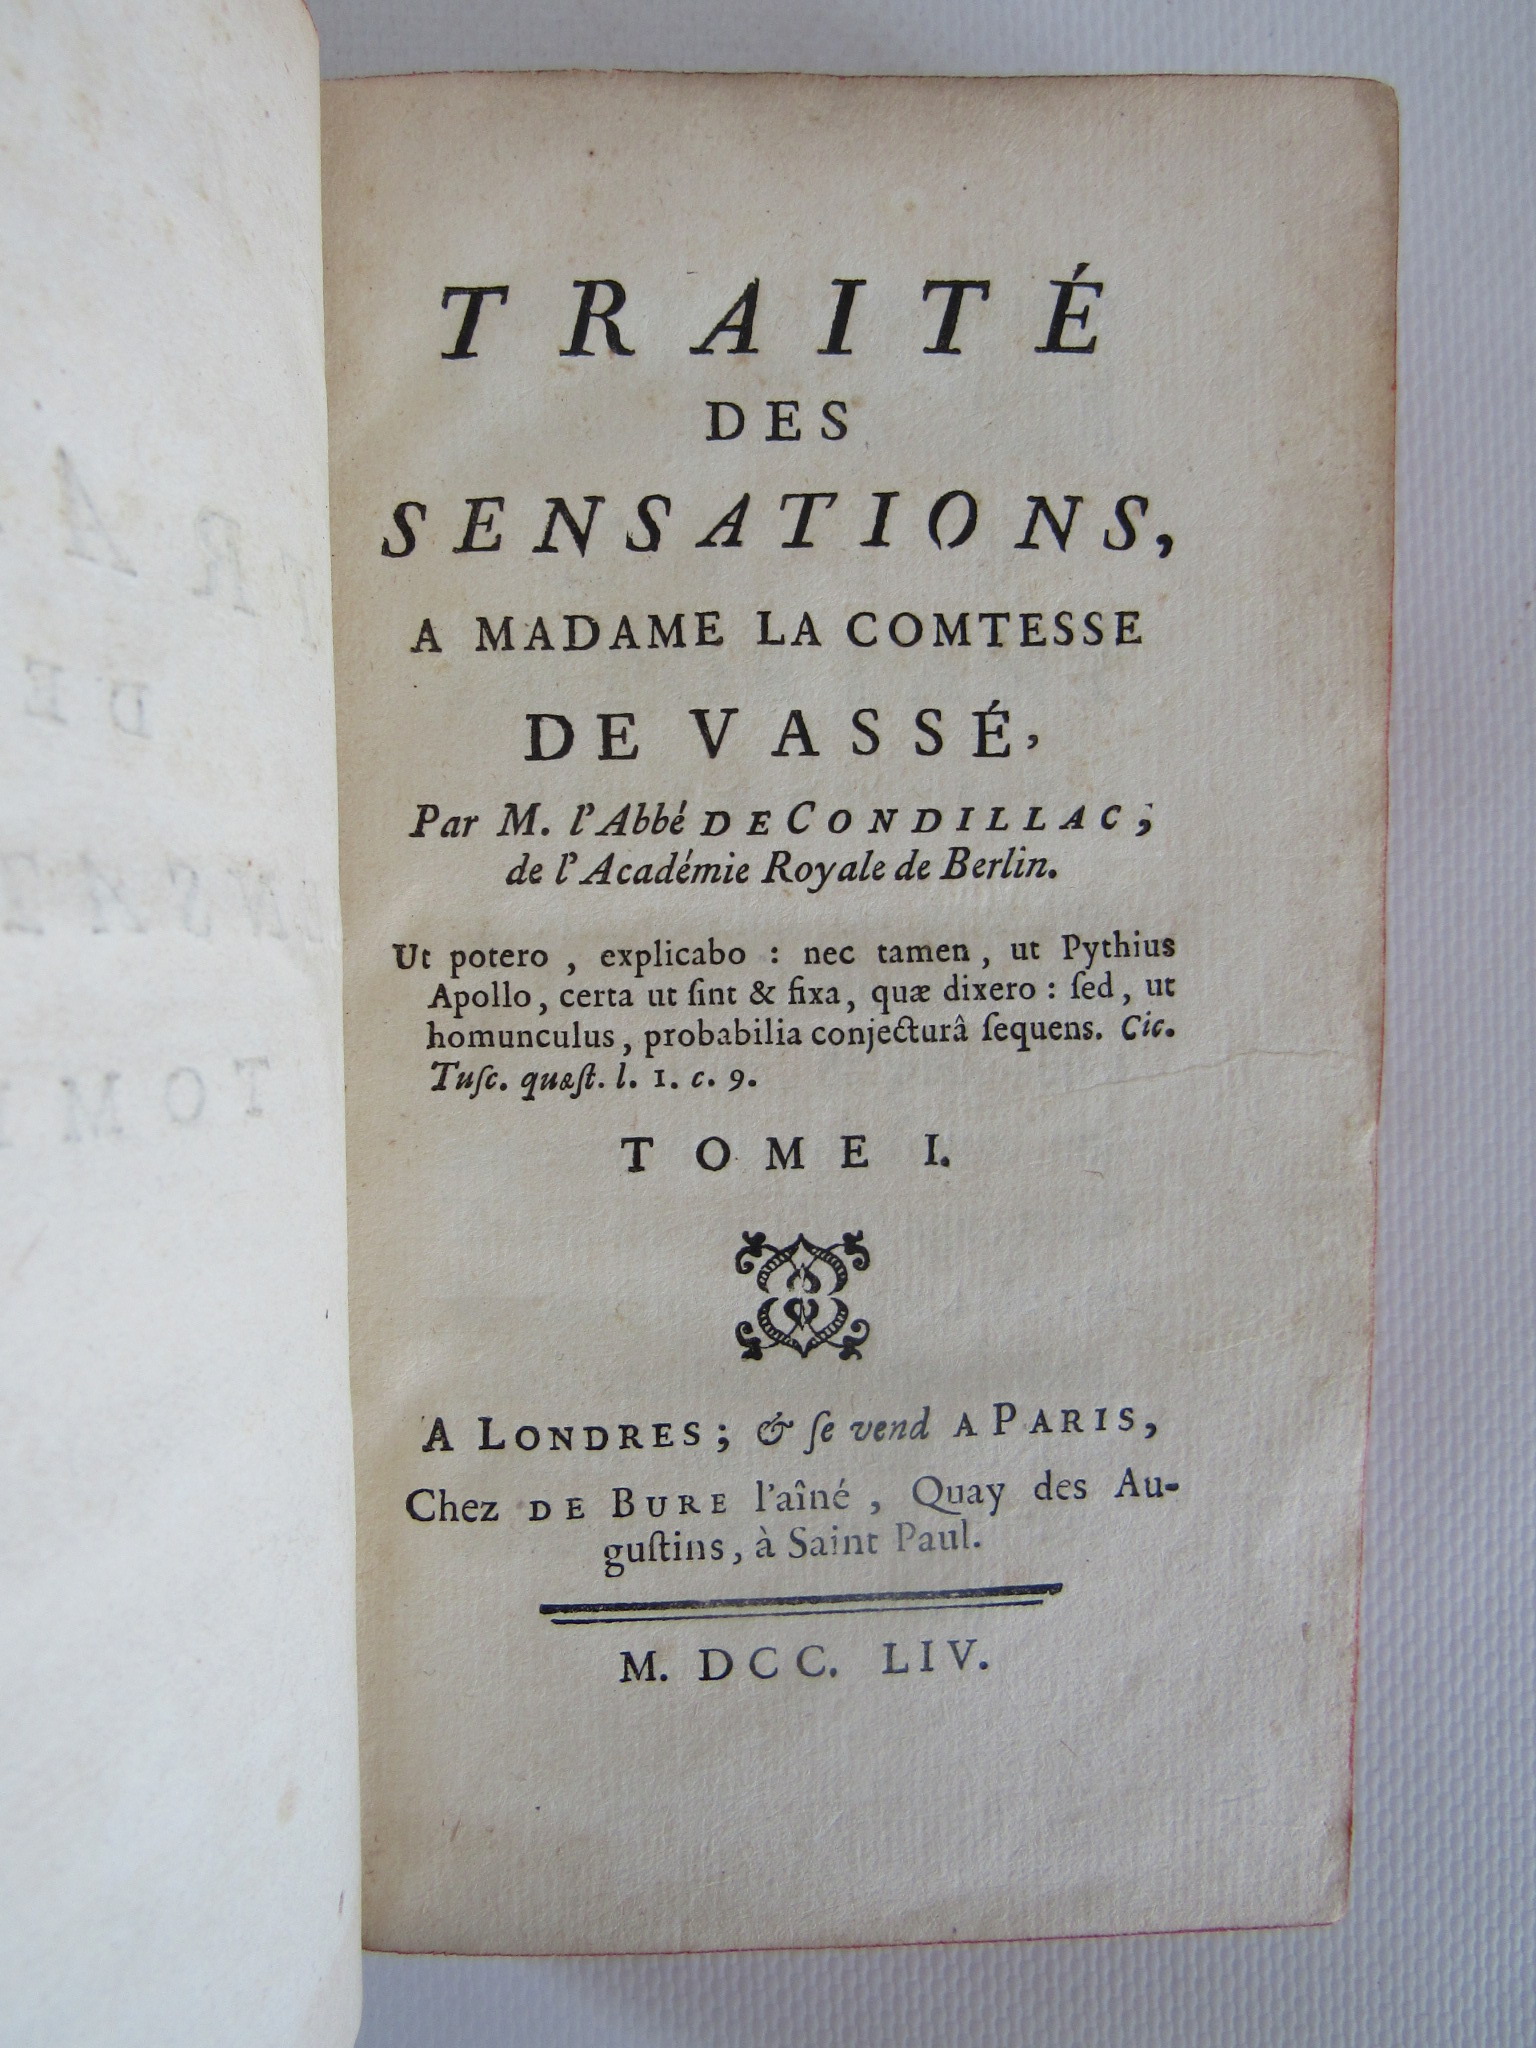 TRAITÉ
DES
SENSATIONS,
A MADAME LA COMTESSE
DE VASSÉ,
Par M. l'Abbé DE CONDILLAC;
de l'Académie Royale de Berlin.
Ut potero, explicabo : nec tamen, ut Pythius
Apollo, certa ut ſint & fixa, quæ dixero : ſed, ut
homunculus, probabilia conjecturâ ſequens. Cic.
Tuſc. quæſt. l. 1. c. 9.
TOME I.
A LONDRES; & ſe vend A PARIS,
Chez DE BURE l'aîné, Quay des Au-
guſtins, à Saint Paul.
M. DCC. LIV.